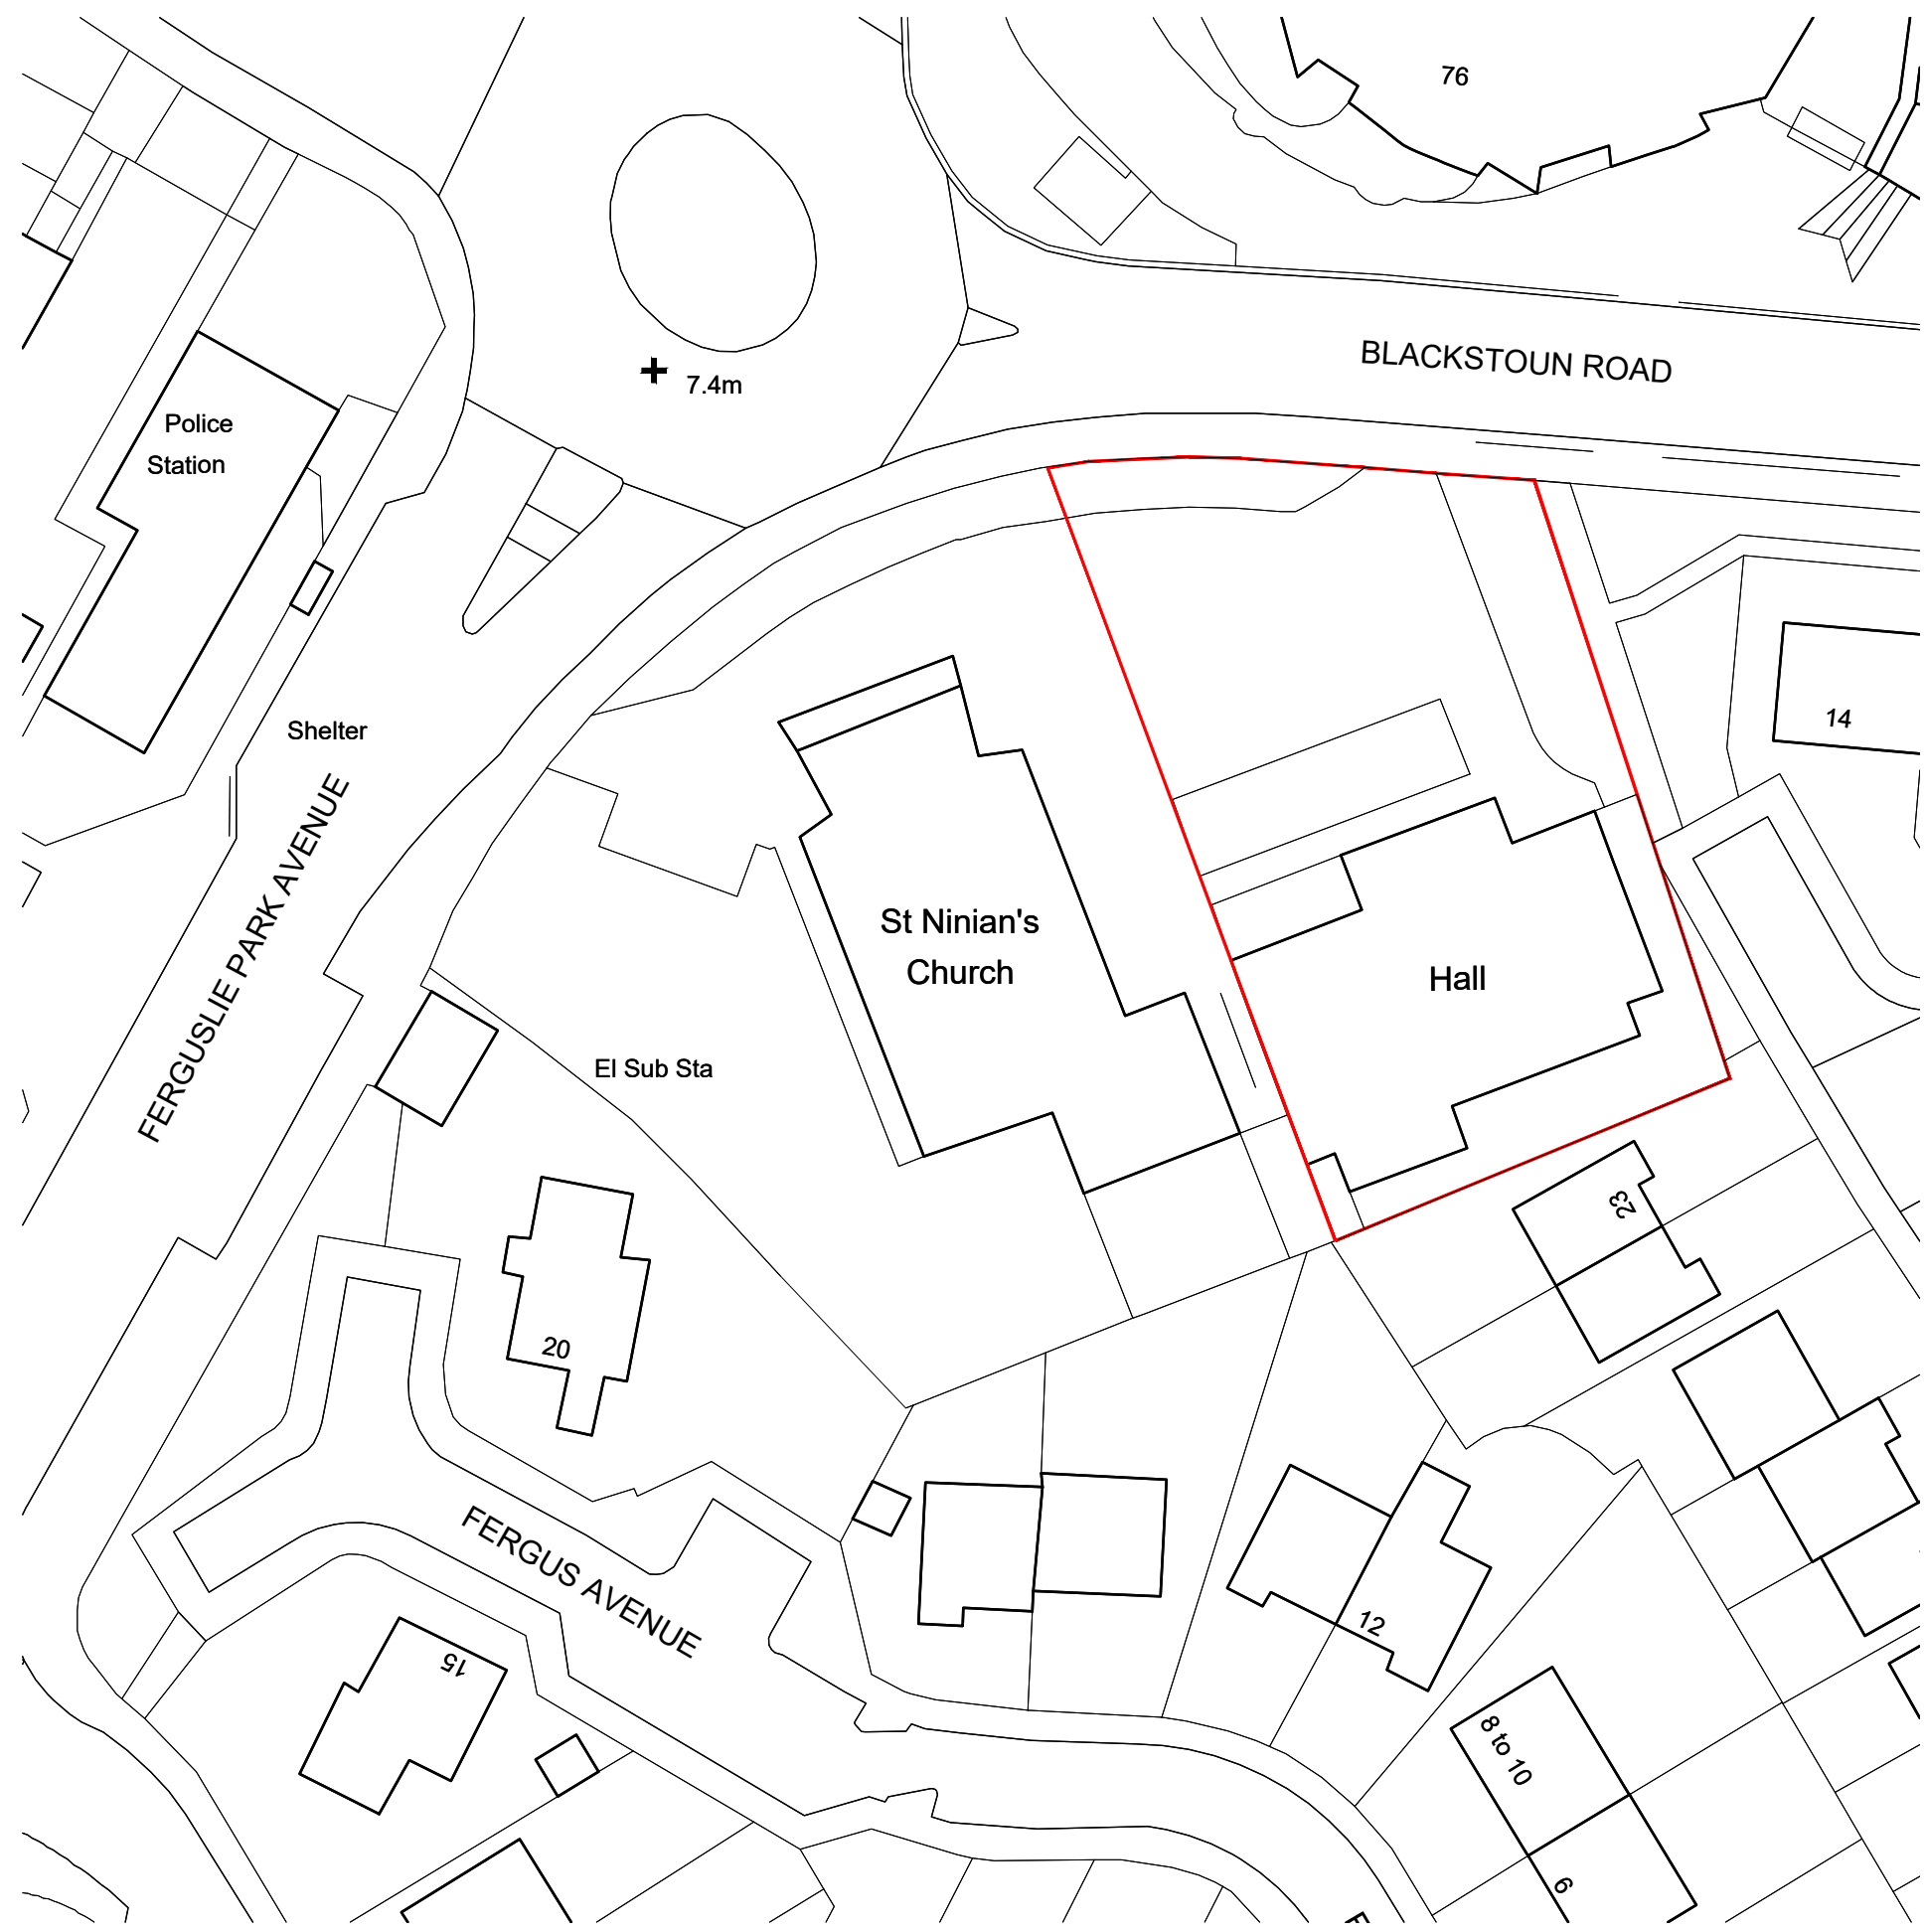 76
BLACKSTOUN ROAD
7.4m
Police
Station
14
Shelter
FERGUSLIE PARK AVENUE
St Ninian's
Church
Hall
El Sub Sta
23
20
FERGUS AVENUE
12
15
8 to 10
6